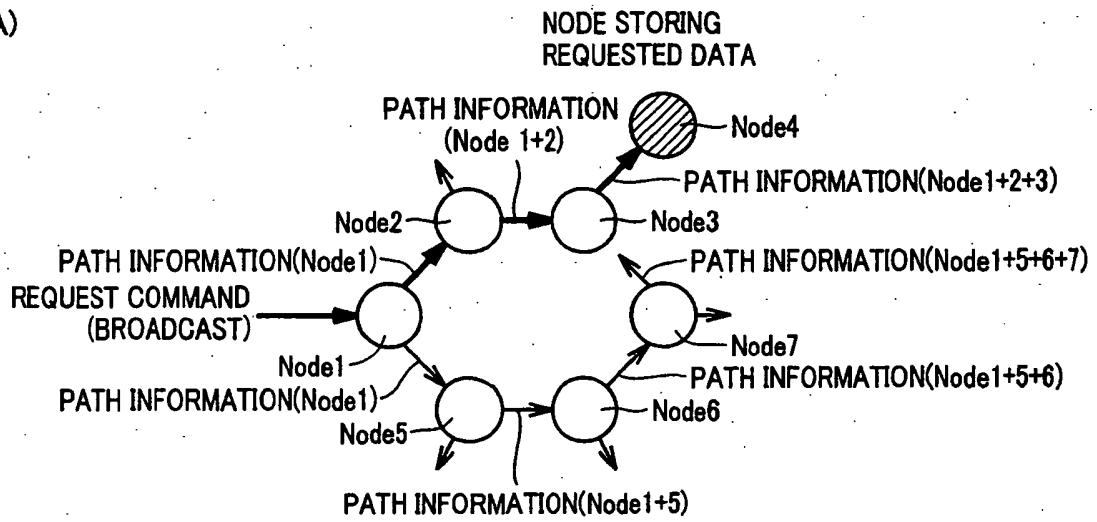 A)
NODE STORING
REQUESTED DATA
PATH INFORMATION
(Node 1+2)
Node4
PATH INFORMATION(Node1+2+3)
Node2
Node3
PATH INFORMATION(Node1)
PATH INFORMATION(Node1+5+6+7)
REQUEST COMMAND
(BROADCAST)
Node1
Node7
PATH INFORMATION(Node1)
PATH INFORMATION(Node1+5+6)
Node5
Node6
PATH INFORMATION(Node1+5)